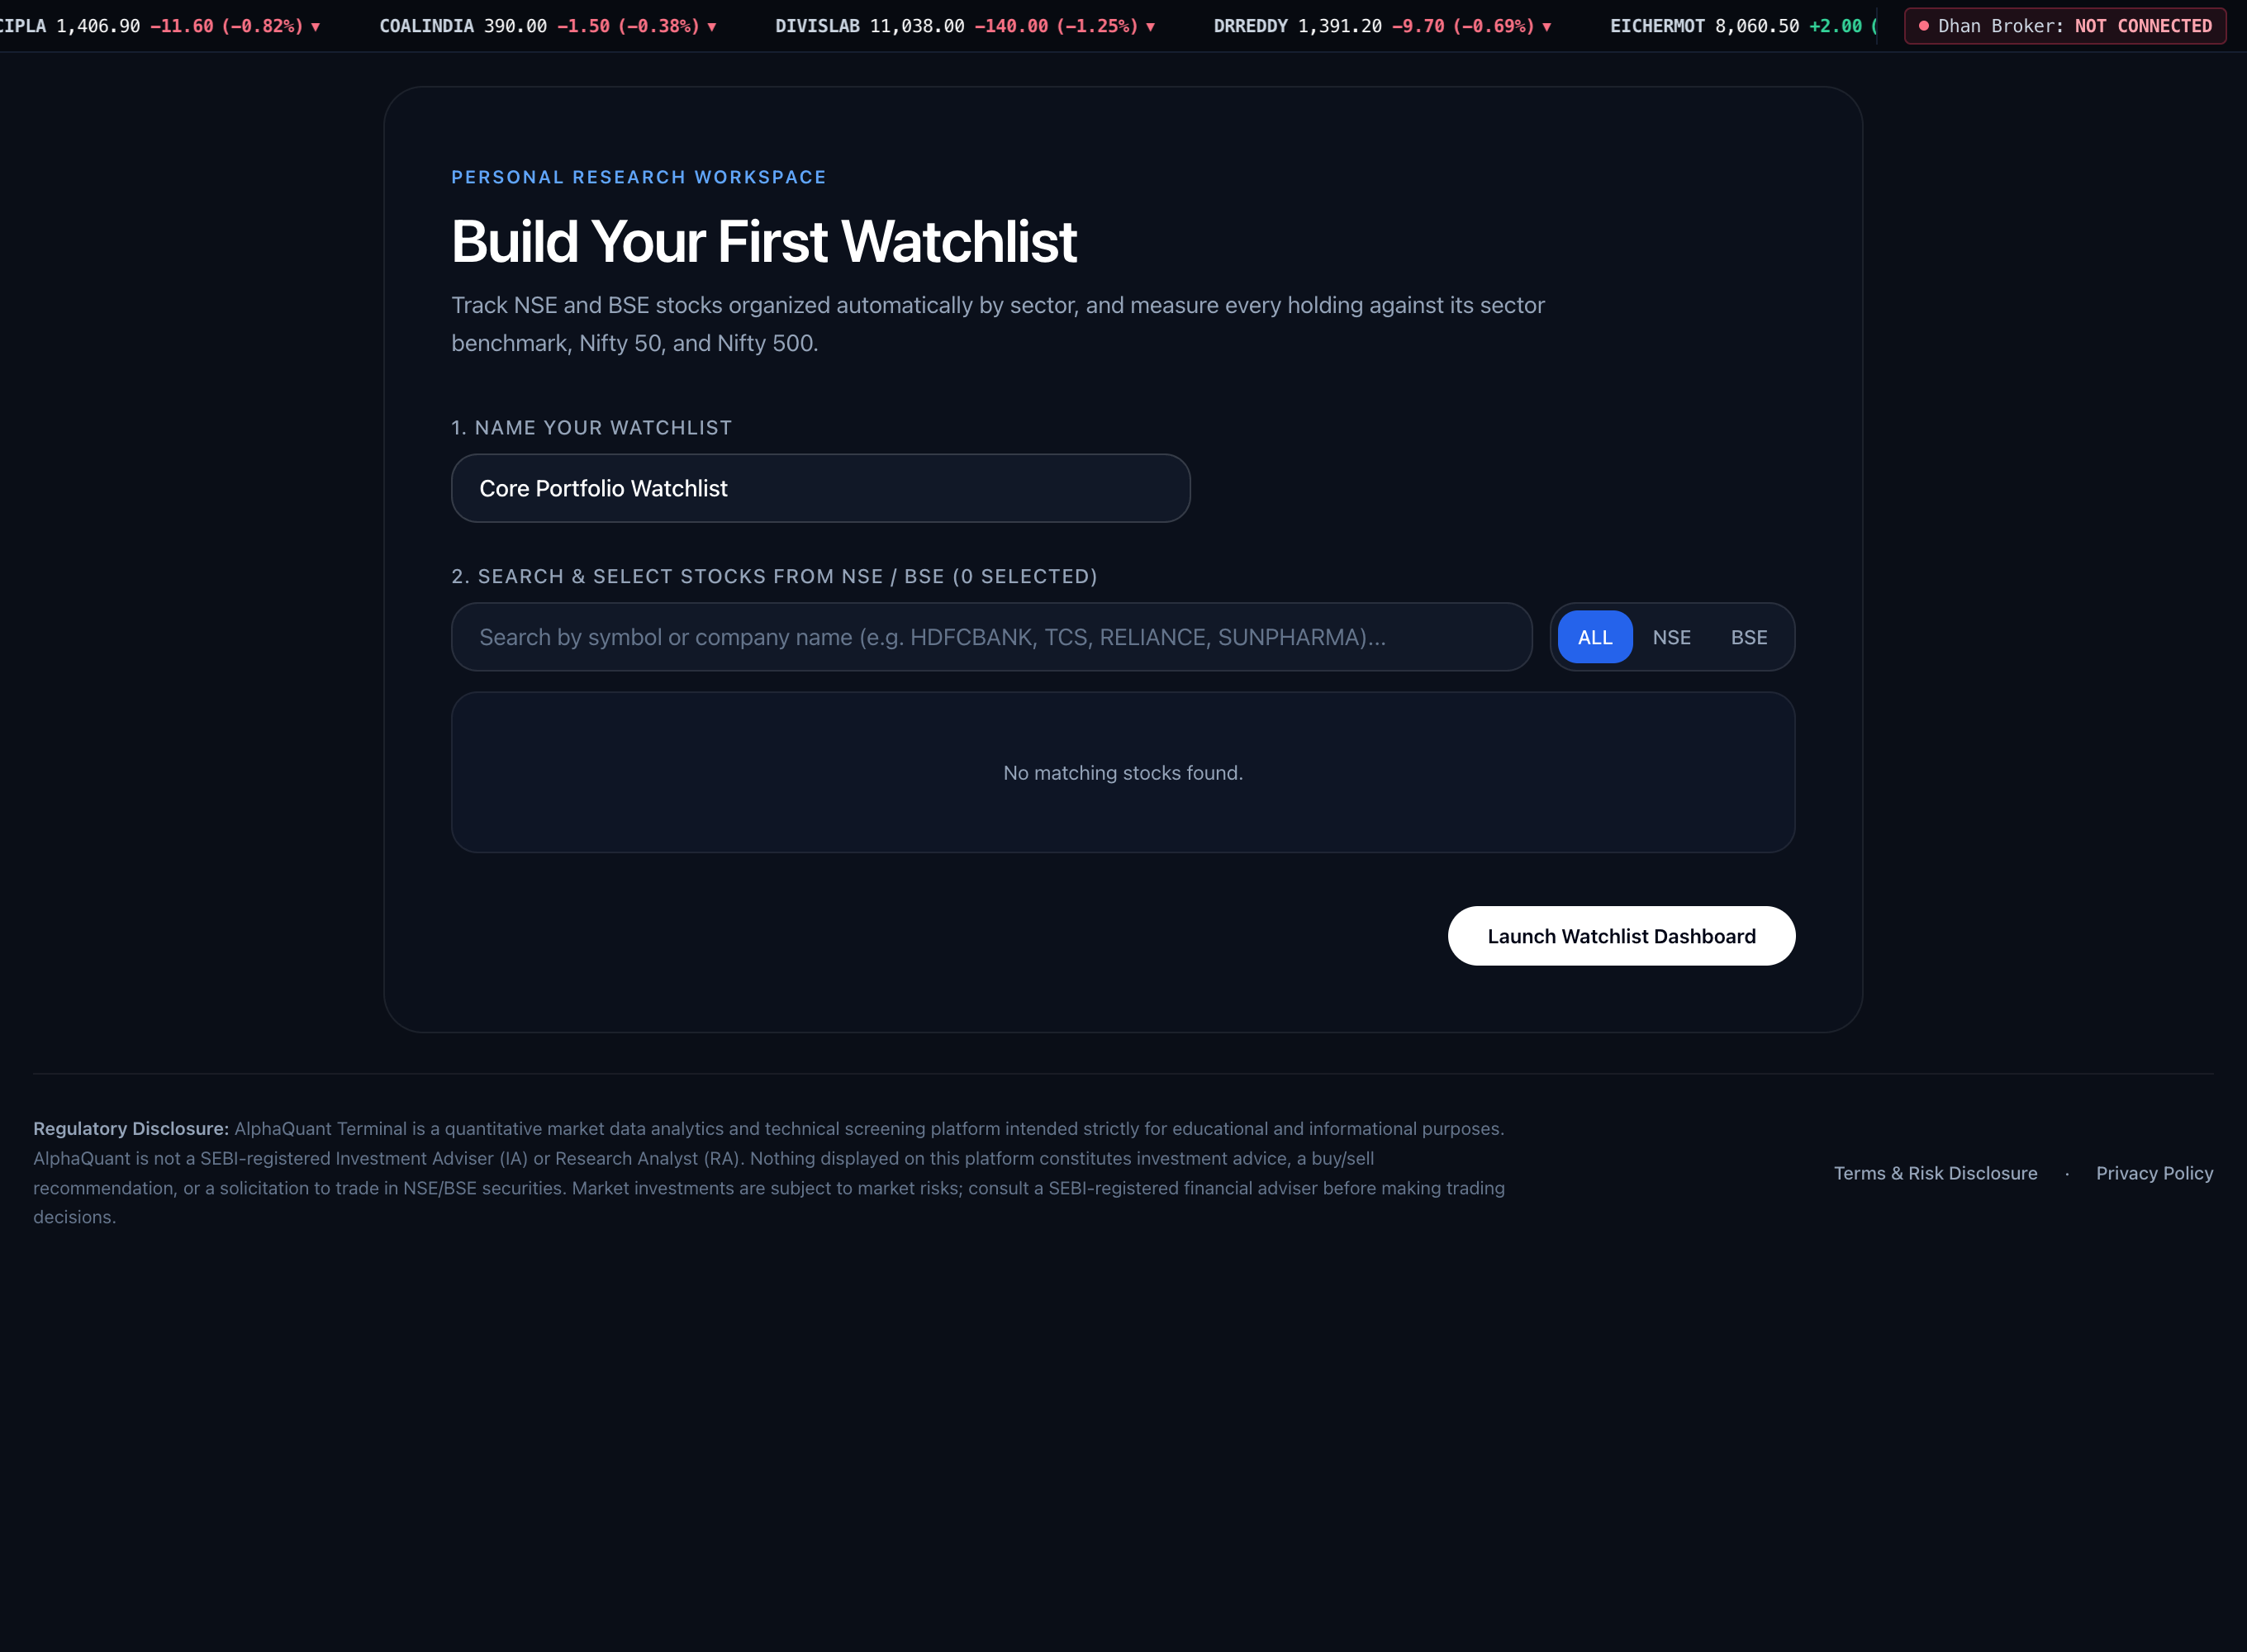 CIPLA 1,406.90 −11.60 (−0.82%) ▼ COALINDIA 390.00 −1.50 (−0.38%) ▼ DIVISLAB 11,038.00 −140.00 (−1.25%) ▼ DRREDDY 1,391.20 −9.70 (−0.69%) ▼ EICHERMOT 8,060.50 +2.00 ( Dhan Broker: NOT CONNECTED
PERSONAL RESEARCH WORKSPACE
Build Your First Watchlist
Track NSE and BSE stocks organized automatically by sector, and measure every holding against its sector
benchmark, Nifty 50, and Nifty 500.
1. NAME YOUR WATCHLIST
Core Portfolio Watchlist
2. SEARCH & SELECT STOCKS FROM NSE / BSE (0 SELECTED)
Search by symbol or company name (e.g. HDFCBANK, TCS, RELIANCE, SUNPHARMA)... ALL NSE BSE
No matching stocks found.
Launch Watchlist Dashboard
Regulatory Disclosure: AlphaQuant Terminal is a quantitative market data analytics and technical screening platform intended strictly for educational and informational purposes.
AlphaQuant is not a SEBI-registered Investment Adviser (IA) or Research Analyst (RA). Nothing displayed on this platform constitutes investment advice, a buy/sell
recommendation, or a solicitation to trade in NSE/BSE securities. Market investments are subject to market risks; consult a SEBI-registered financial adviser before making trading
decisions.
Terms & Risk Disclosure · Privacy Policy